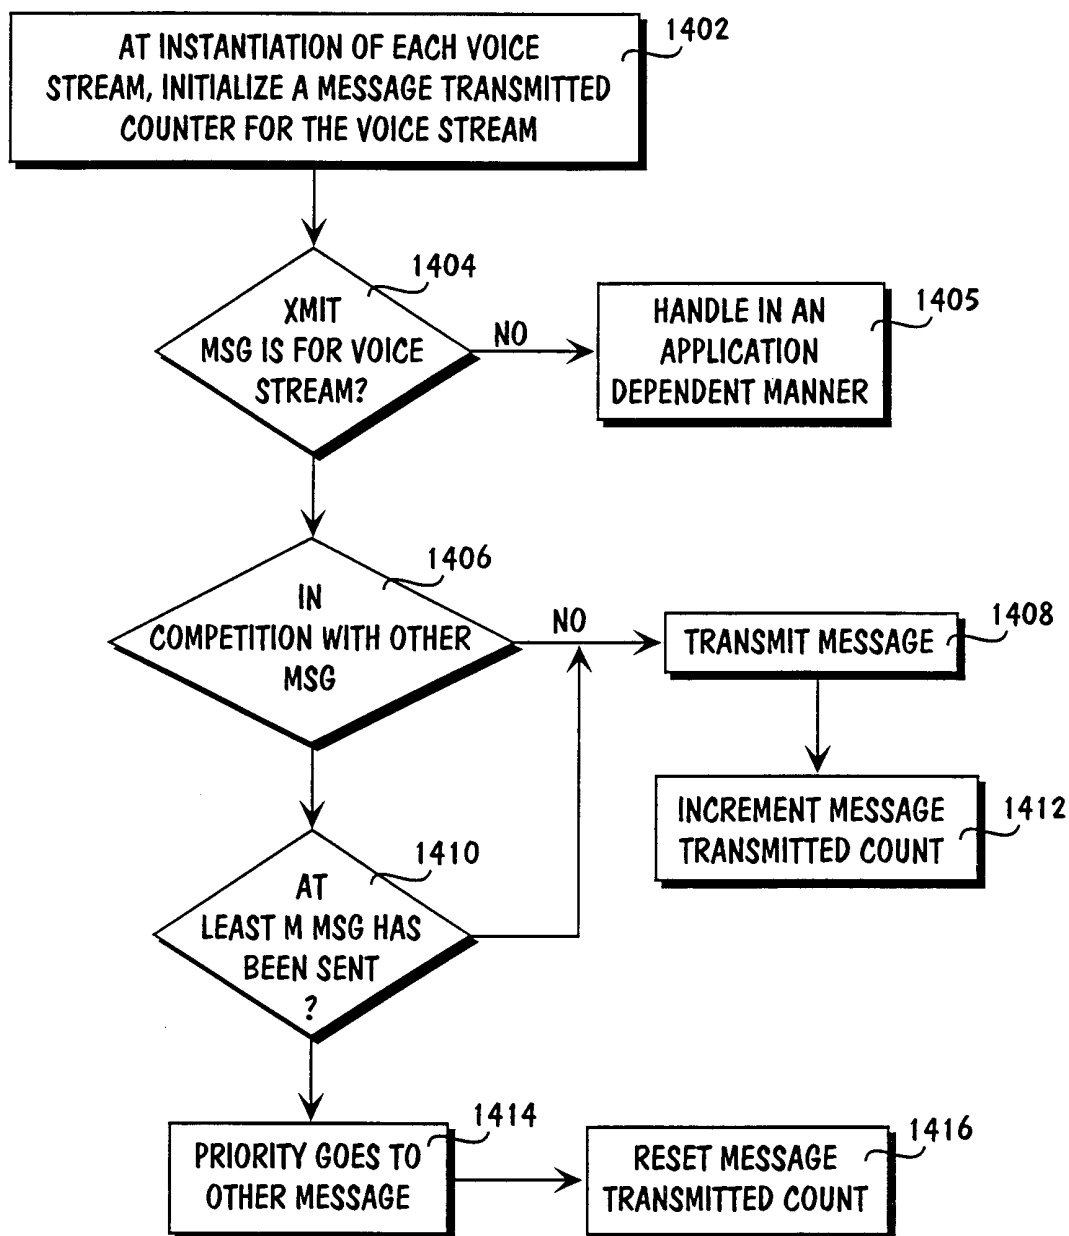 AT INSTANTIATION OF EACH VOICE
STREAM, INITIALIZE A MESSAGE TRANSMITTED
COUNTER FOR THE VOICE STREAM
1402
XMIT
MSG IS FOR VOICE
STREAM?
1404
NO
HANDLE IN AN
APPLICATION
DEPENDENT MANNER
1405
IN
COMPETITION WITH OTHER
MSG
1406
NO
TRANSMIT MESSAGE
1408
INCREMENT MESSAGE
TRANSMITTED COUNT
1412
AT
LEAST M MSG HAS
BEEN SENT
?
1410
PRIORITY GOES TO
OTHER MESSAGE
1414
RESET MESSAGE
TRANSMITTED COUNT
1416